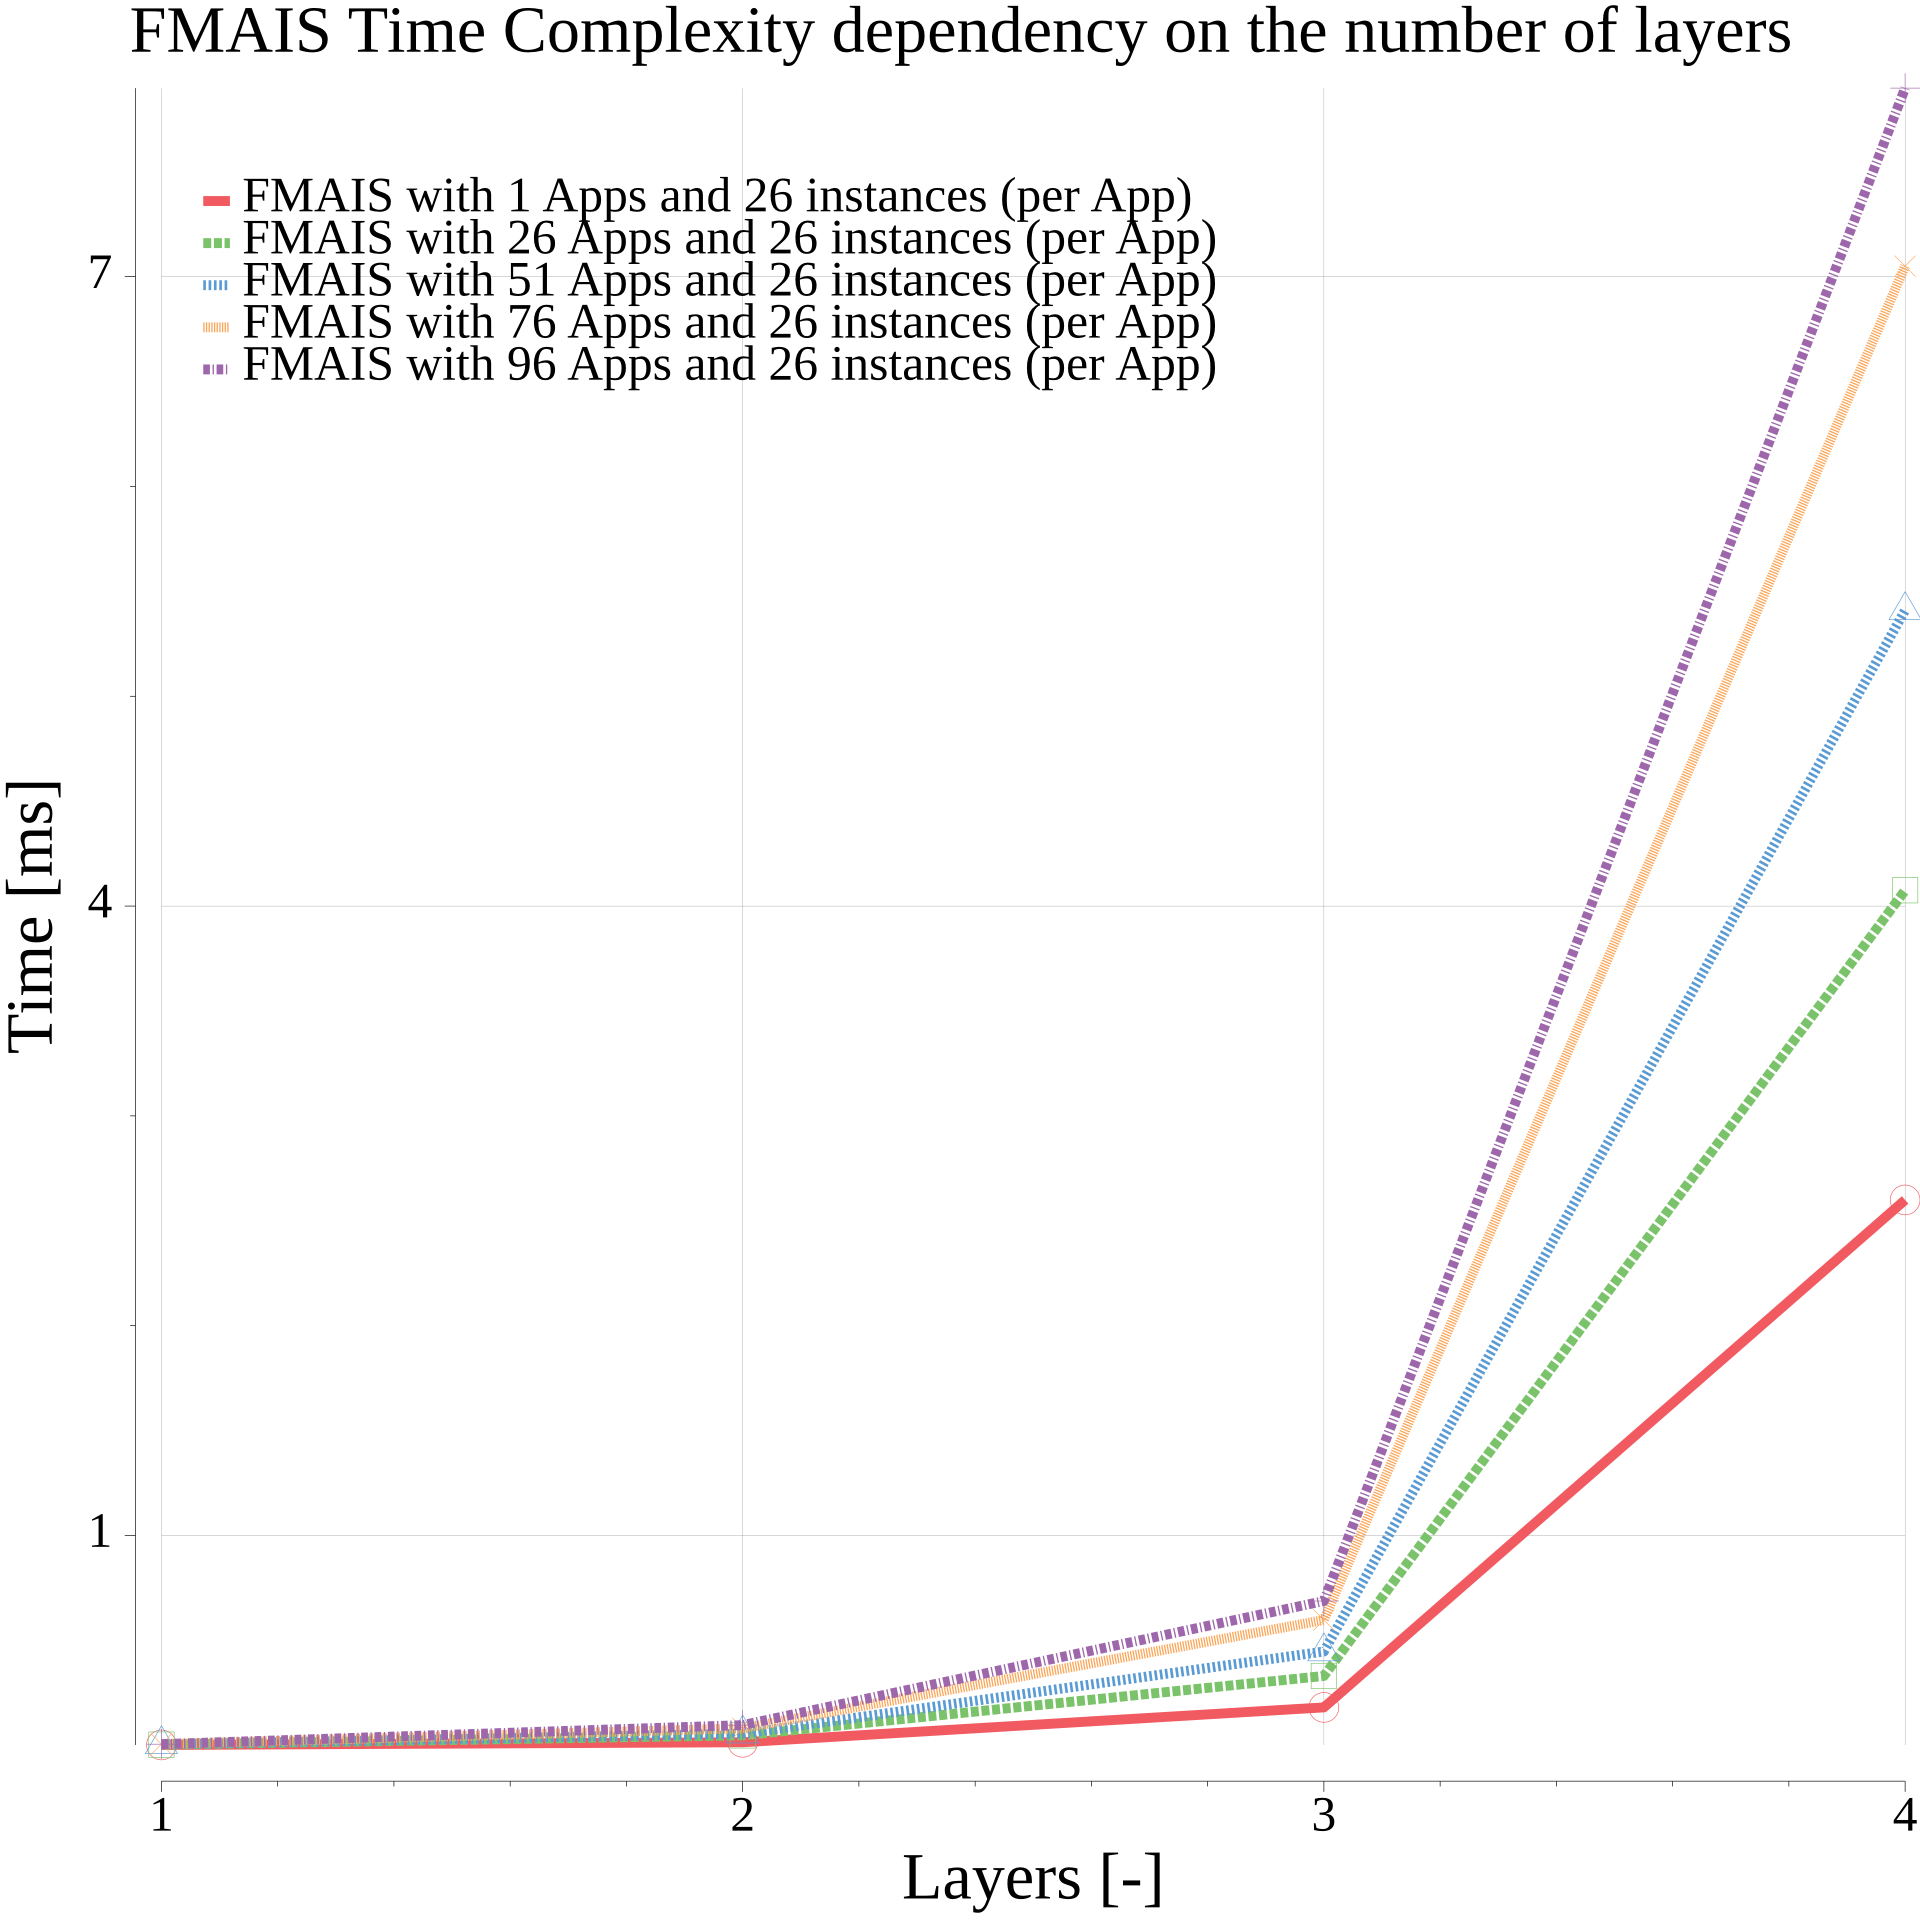 FMAIS Time Complexity dependency on the number of layers
FMAIS with 1 Apps and 26 instances (per App)
FMAIS with 26 Apps and 26 instances (per App)
FMAIS with 51 Apps and 26 instances (per App)
FMAIS with 76 Apps and 26 instances (per App)
FMAIS with 96 Apps and 26 instances (per App)
7
4
1
Time [ms]
1 2 3 4
Layers [-]